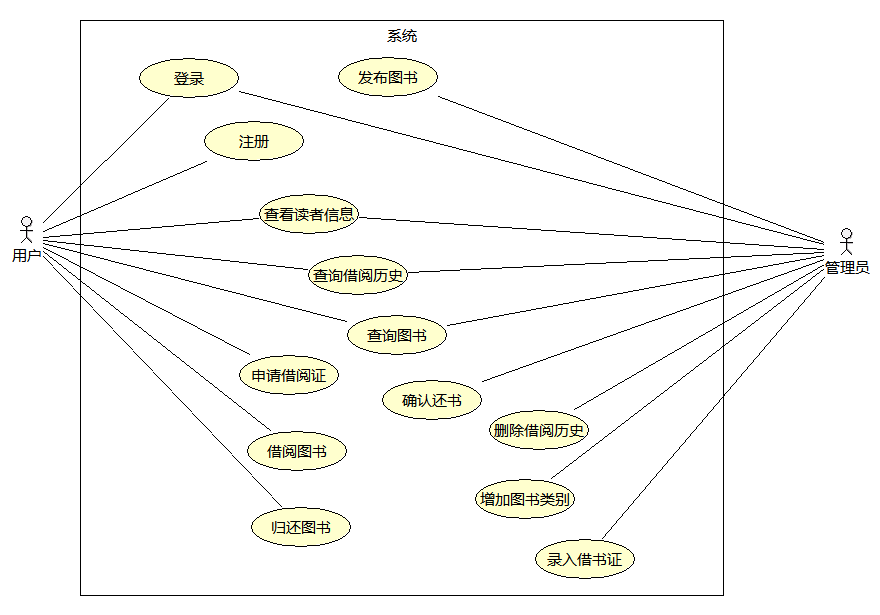 系统
登录
发布图书
注册
查看读者信息
用户
管理员
查询借阅历史
查询图书
申请借阅证
确认还书
删除借阅历史
借阅图书
增加图书类别
归还图书
录入借书证